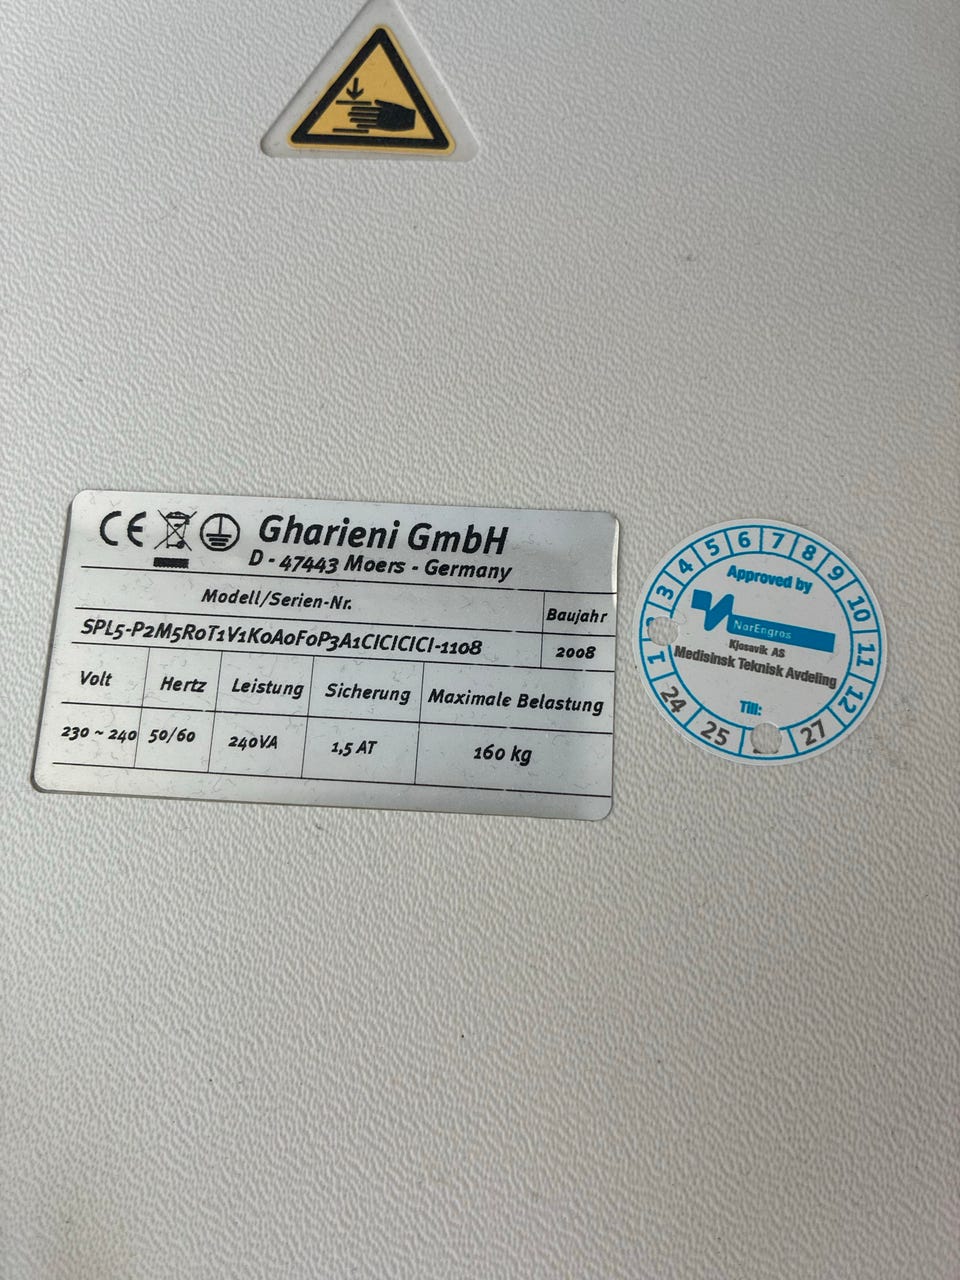 CE
Gharieni GmbH
D - 47443 Moers - Germany
Modell/Serien-Nr.
Baujahr
SPL5-P2M5R0T1V1K0A0F0P3A1CICICICI-1108
2008
Volt Hertz Leistung Sicherung Maximale Belastung
230 ~ 240 50/60 240VA 1,5 AT 160 kg
1 3 4 5 6 7 8 9 10 11 12
Approved by
NorEngros
Kjosavik AS
Medisinsk Teknisk Avdeling
Till:
24 25 27